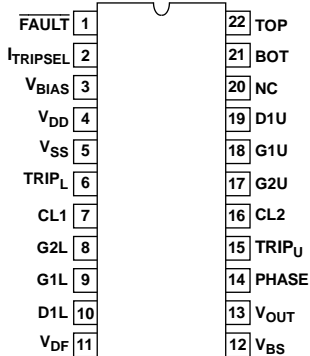 FAULT 1
ITRIPSEL 2
VBIAS 3
VDD 4
VSS 5
TRIPL 6
CL1 7
G2L 8
G1L 9
D1L 10
VDF 11
22 TOP
21 BOT
20 NC
19 D1U
18 G1U
17 G2U
16 CL2
15 TRIPU
14 PHASE
13 VOUT
12 VBS